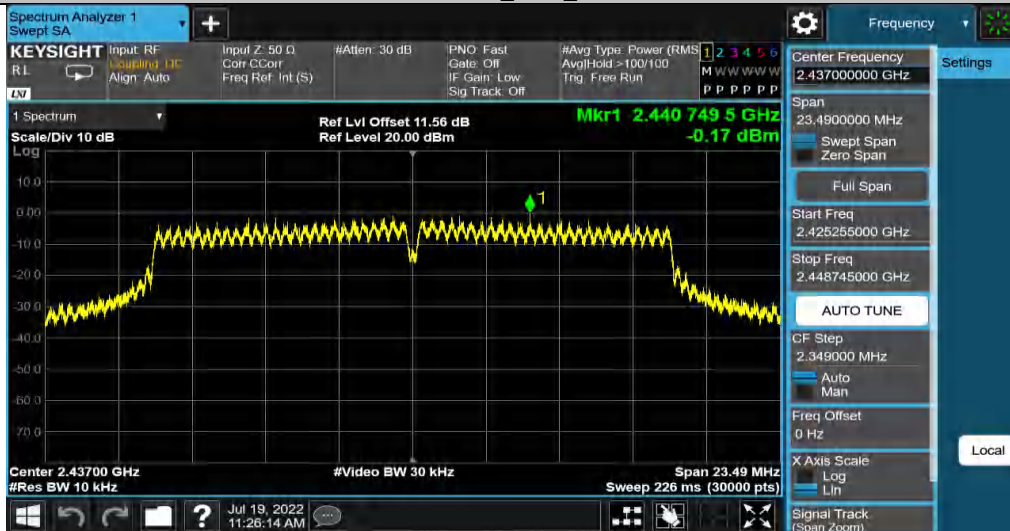 Spectrum Analyzer 1
Swept SA
+
Frequency
KEYSIGHT
RL
LXI
Input: RF
Coupling: DC
Align: Auto
Input Z: 50 Ω
Corr CCorr
Freq Ref: Int (S)
#Atten: 30 dB
PNO: Fast
Gate: Off
IF Gain: Low
Sig Track: Off
#Avg Type: Power (RMS
Avg|Hold >100/100
Trig: Free Run
1 2 3 4 5 6
M W W W W W
P P P P P P
1 Spectrum
Scale/Div 10 dB
Log
Ref Lvl Offset 11.56 dB
Ref Level 20.00 dBm
Mkr1 2.440 749 5 GHz
-0.17 dBm
10.0
0.00
-10.0
-20.0
-30.0
-40.0
-50.0
-60.0
-70.0
1
Center 2.43700 GHz
#Res BW 10 kHz
#Video BW 30 kHz
Span 23.49 MHz
Sweep 226 ms (30000 pts)
?
Jul 19, 2022
11:26:14 AM
Center Frequency
2.437000000 GHz
Span
23.4900000 MHz
Swept Span
Zero Span
Full Span
Start Freq
2.425255000 GHz
Stop Freq
2.448745000 GHz
AUTO TUNE
CF Step
2.349000 MHz
Auto
Man
Freq Offset
0 Hz
X Axis Scale
Log
Lin
Signal Track
(Span Zoom)
Settings
Local